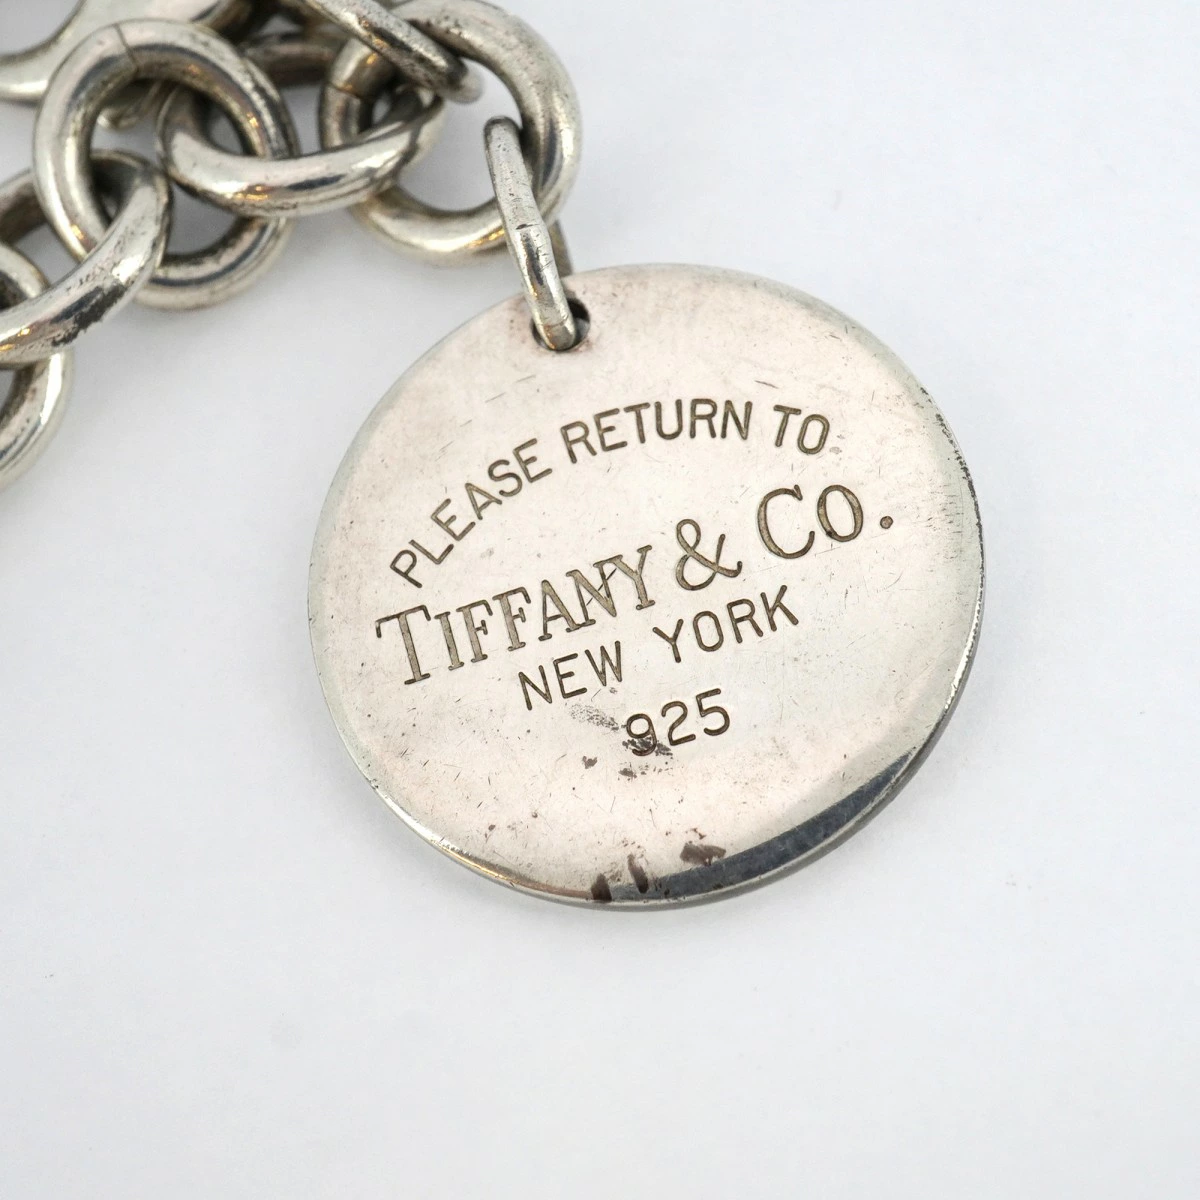 PLEASE RETURN TO
TIFFANY & CO.
NEW YORK
925